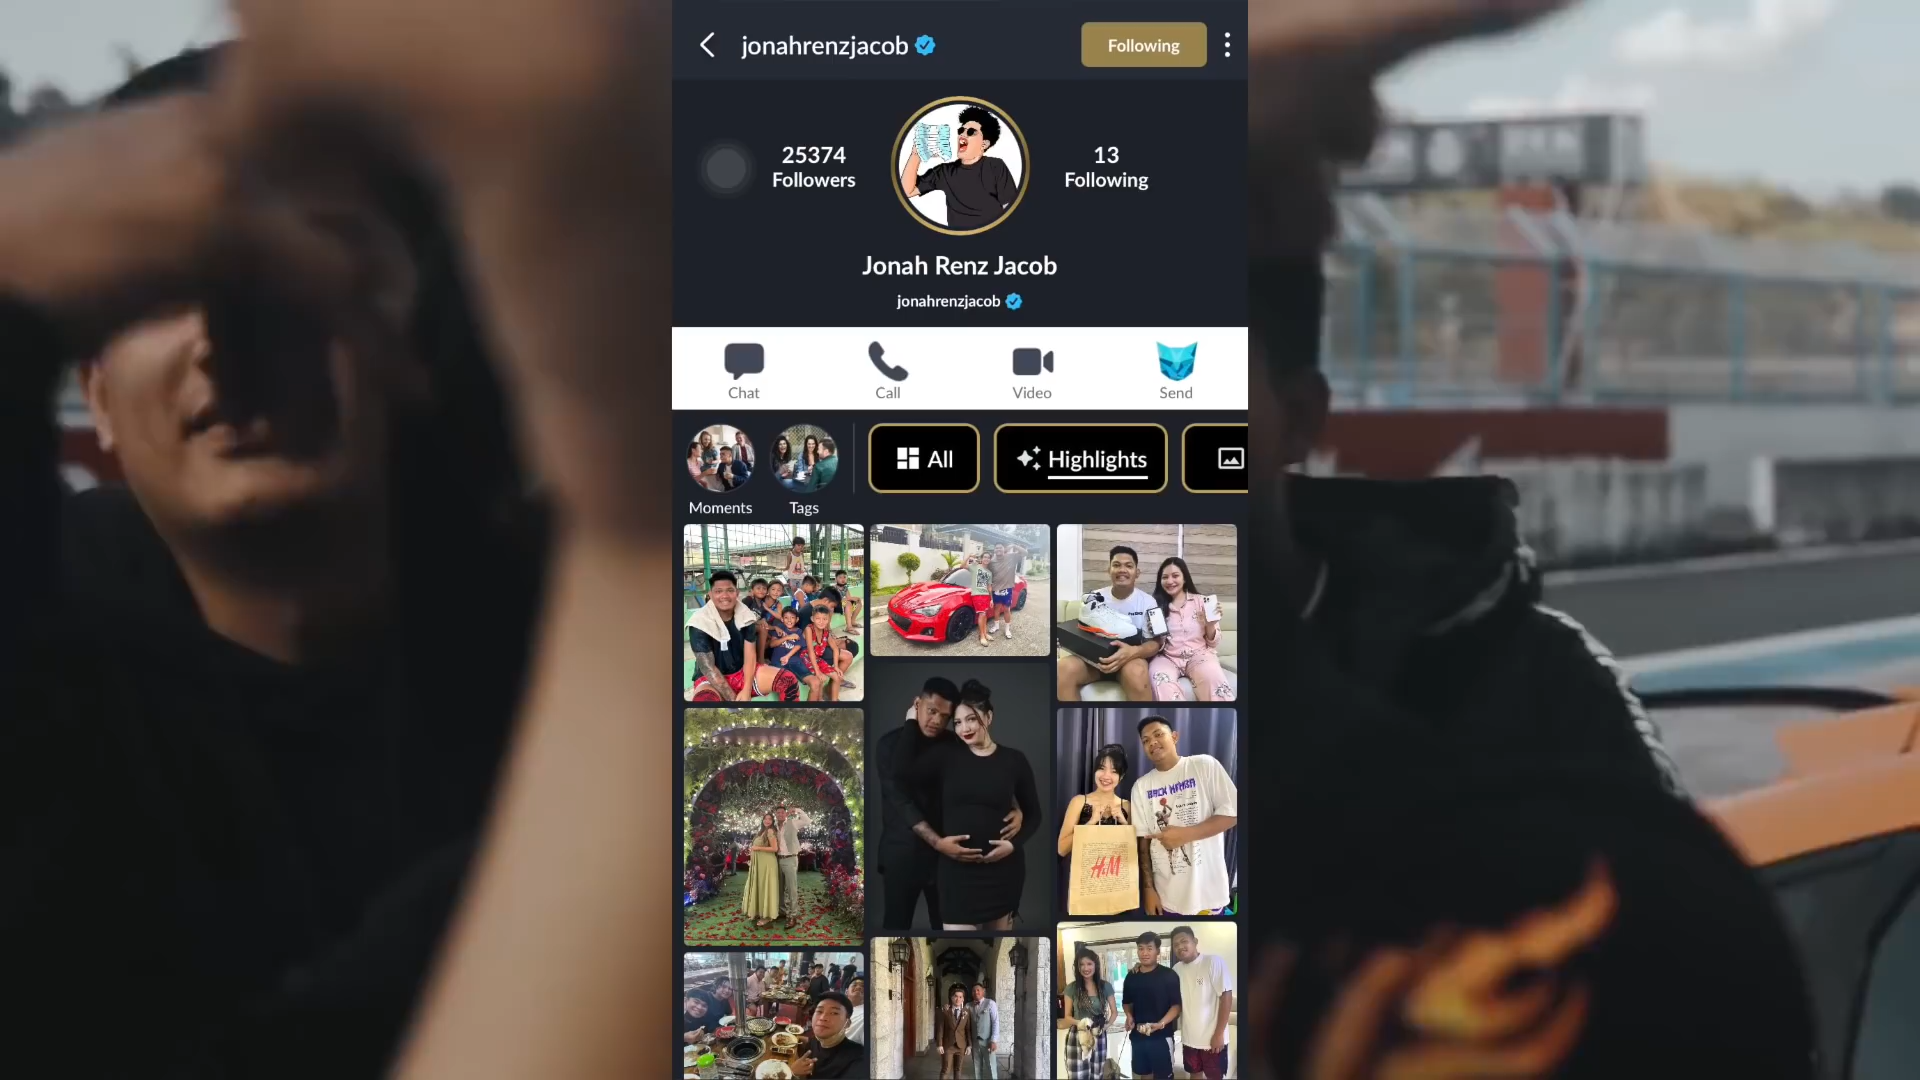 jonahrenzjacob
Following
25374
Followers
13
Following
Jonah Renz Jacob
jonahrenzjacob
Chat
Call
Video
Send
Moments
Tags
All
Highlights
H&M